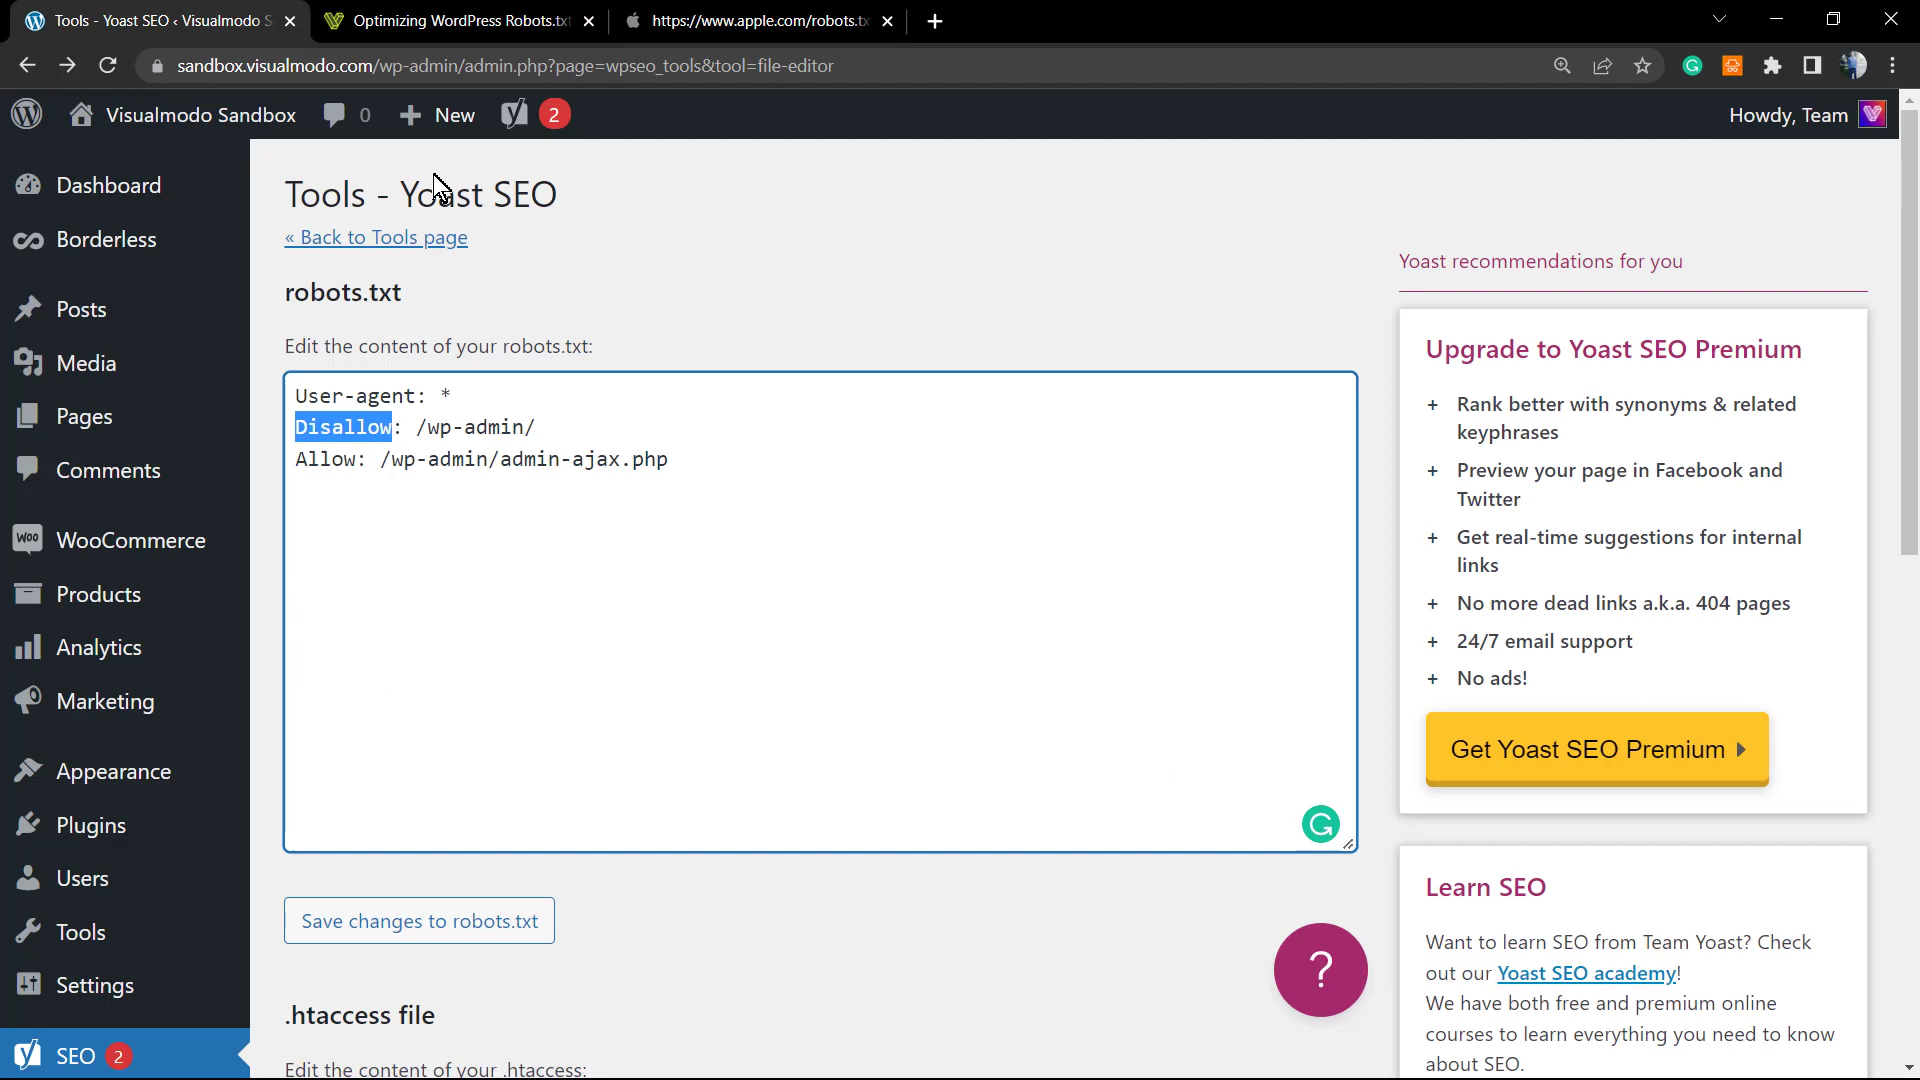 Tools - Yoast SEO ‹ Visualmodo S
Optimizing WordPress Robots.txt
https://www.apple.com/robots.tx
sandbox.visualmodo.com/wp-admin/admin.php?page=wpseo_tools&tool=file-editor
Visualmodo Sandbox
0
New
2
Howdy, Team
Dashboard
Borderless
Posts
Media
Pages
Comments
WooCommerce
Products
Analytics
Marketing
Appearance
Plugins
Users
Tools
Settings
SEO 2
Tools - Yoast SEO
« Back to Tools page
robots.txt
Edit the content of your robots.txt:
User-agent: *
Disallow: /wp-admin/
Allow: /wp-admin/admin-ajax.php
Save changes to robots.txt
.htaccess file
Edit the content of your .htaccess:
?
Yoast recommendations for you
Upgrade to Yoast SEO Premium
+ Rank better with synonyms & related
keyphrases
+ Preview your page in Facebook and
Twitter
+ Get real-time suggestions for internal
links
+ No more dead links a.k.a. 404 pages
+ 24/7 email support
+ No ads!
Get Yoast SEO Premium
Learn SEO
Want to learn SEO from Team Yoast? Check
out our Yoast SEO academy!
We have both free and premium online
courses to learn everything you need to know
about SEO.